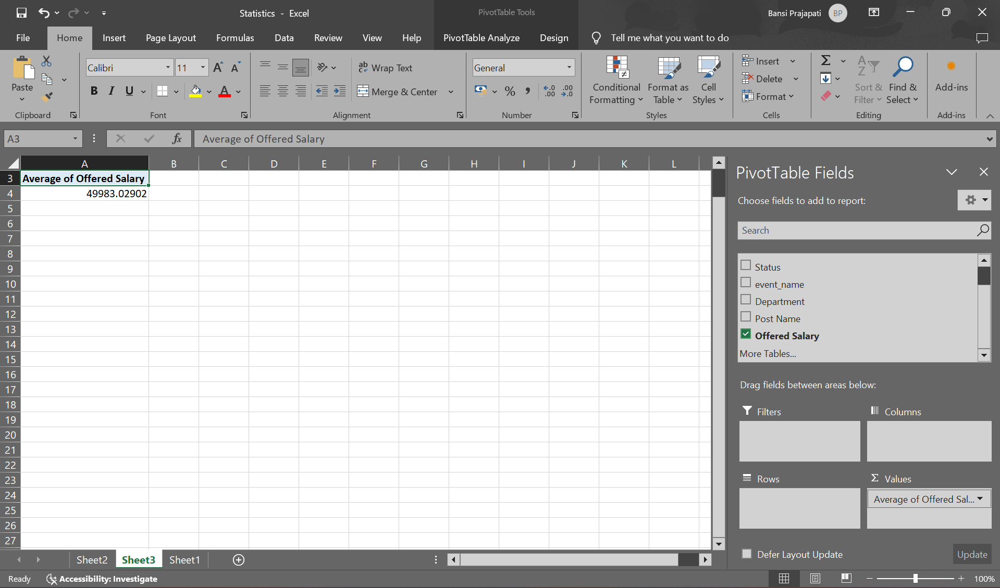 Statistics - Excel
PivotTable Tools
Bansi Prajapati
BP
File
Home
Insert
Page Layout
Formulas
Data
Review
View
Help
PivotTable Analyze
Design
Tell me what you want to do
Paste
Clipboard
Calibri
11
A
A
B
I
U
A
Font
ab
Wrap Text
Merge & Center
Alignment
General
%
Number
Conditional
Formatting
Format as
Table
Cell
Styles
Styles
Insert
Delete
Format
Cells
Sort &
Filter
Find &
Select
Editing
Add-ins
Add-ins
A3
fx
Average of Offered Salary
A
B
C
D
E
F
G
H
I
J
K
L
3
Average of Offered Salary
4
49983.02902
5
6
7
8
9
10
11
12
13
14
15
16
17
18
19
20
21
22
23
24
25
26
27
PivotTable Fields
Choose fields to add to report:
Search
Status
event_name
Department
Post Name
Offered Salary
More Tables...
Drag fields between areas below:
Filters
Columns
Rows
Σ Values
Average of Offered Sal...
Defer Layout Update
Update
Sheet2
Sheet3
Sheet1
Ready
Accessibility: Investigate
100%